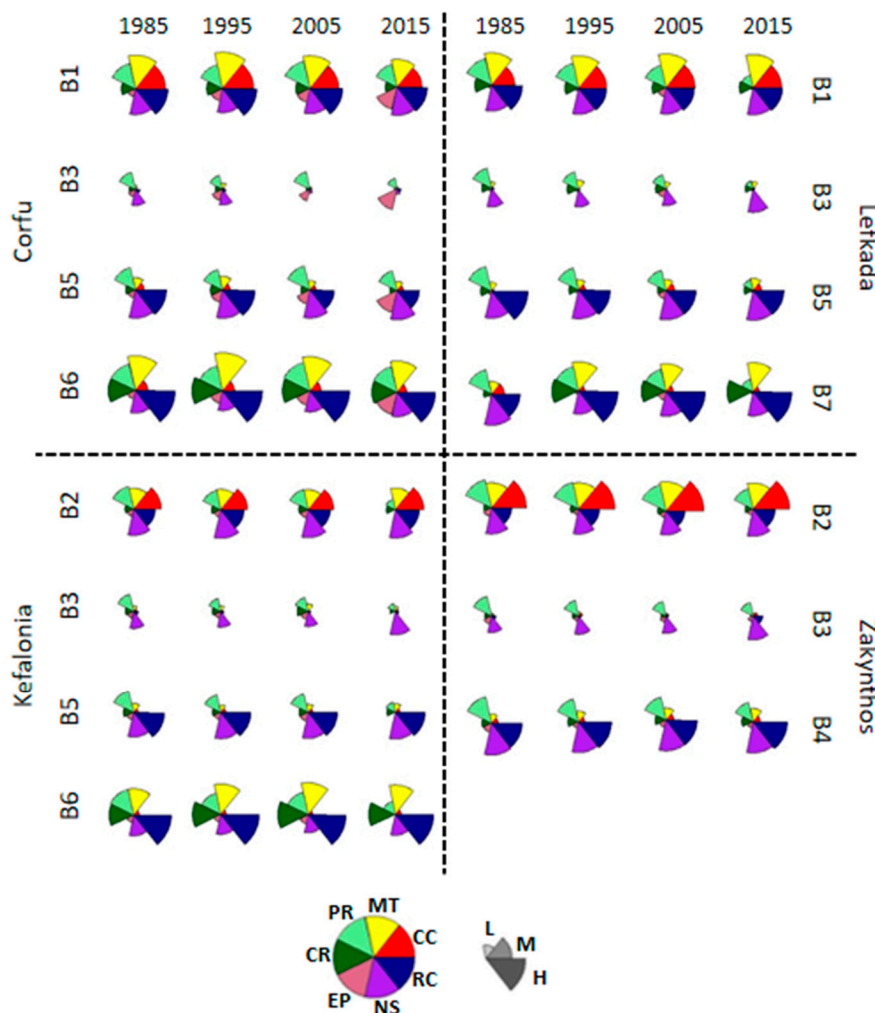 1985 1995 2005 2015 1985 1995 2005 2015
B1 B1
B3 B3
Corfu Lefkada
B5 B5
B6 B7
B2 B2
B3 B3
Kefalonia Zakynthos
B5 B4
B6
PR MT L
CC M
CR
RC H
EP NS